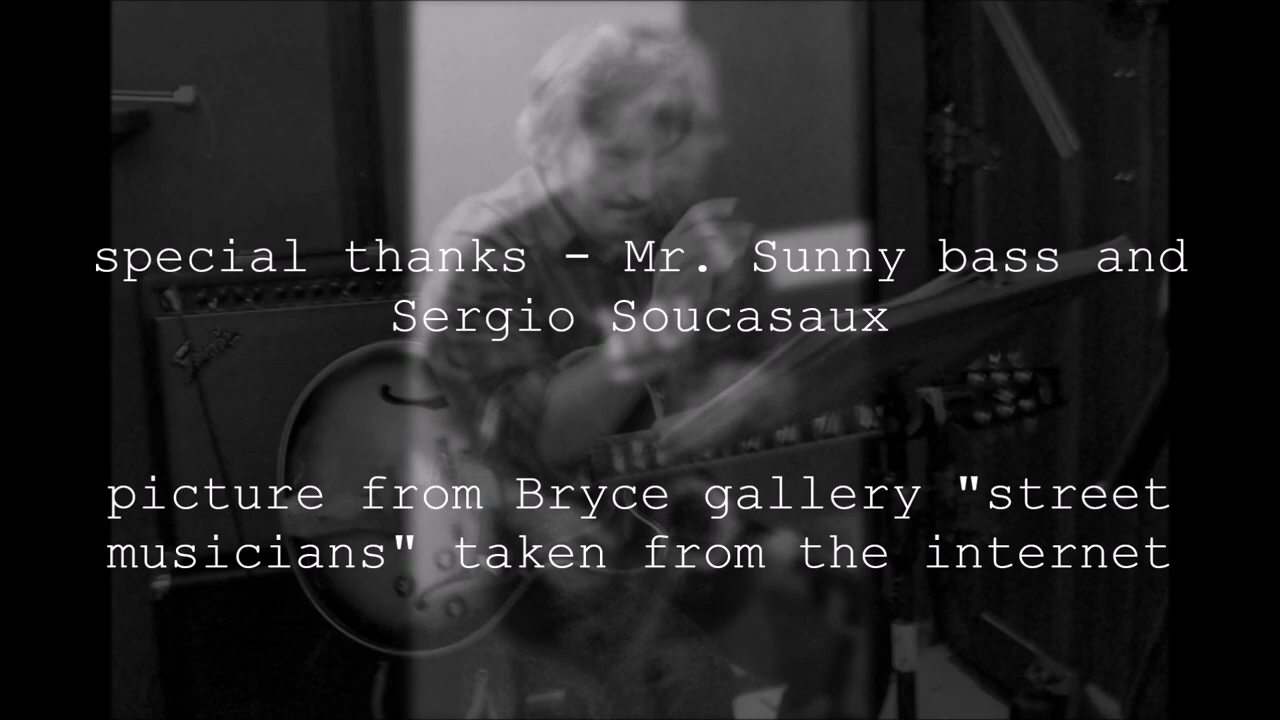 special thanks - Mr. Sunny bass and
Sergio Soucasaux
picture from Bryce gallery "street
musicians" taken from the internet